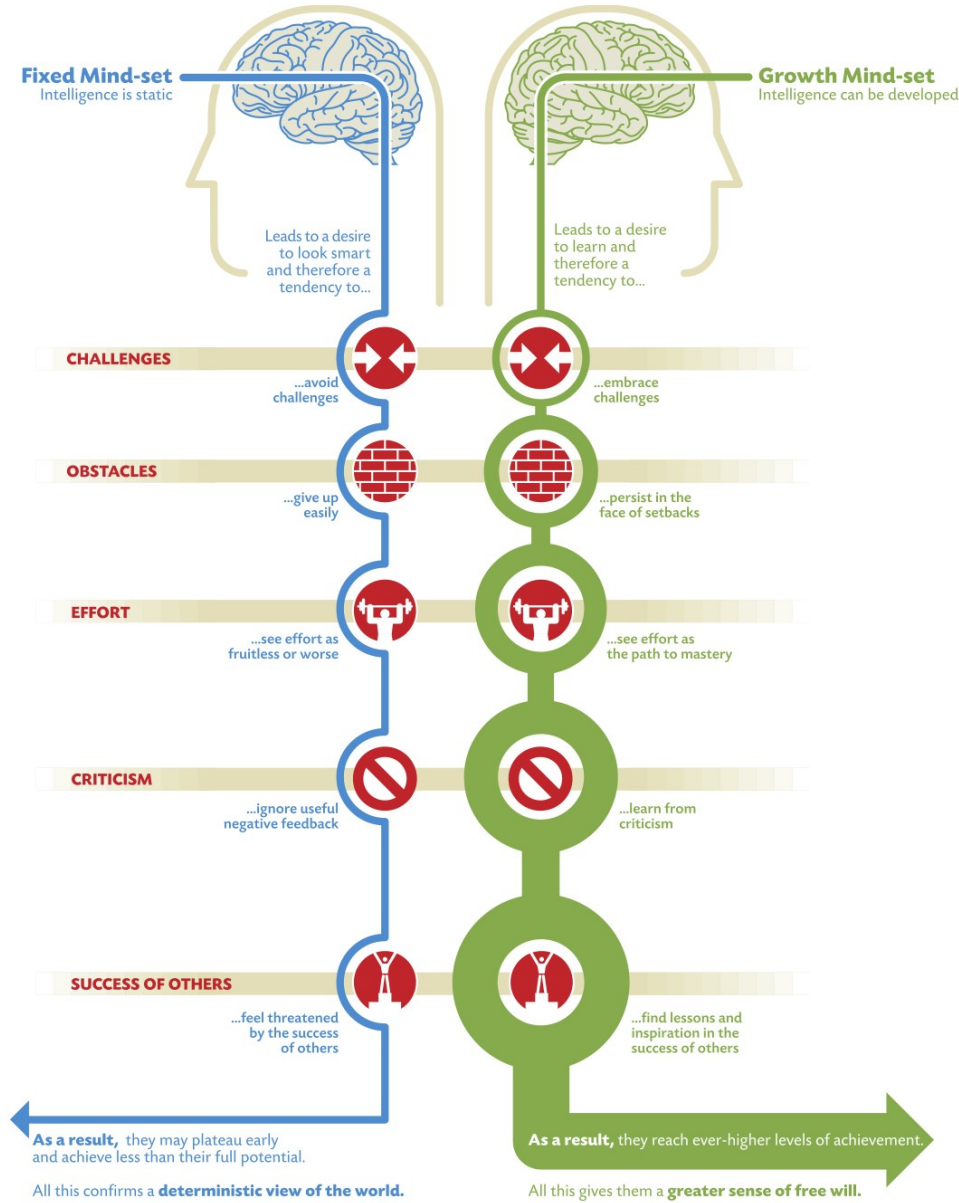 Fixed Mind-set
Intelligence is static
Growth Mind-set
Intelligence can be developed
Leads to a desire
to look smart
and therefore a
tendency to...
Leads to a desire
to learn and
therefore a
tendency to...
CHALLENGES
...avoid
challenges
...embrace
challenges
OBSTACLES
...give up
easily
...persist in the
face of setbacks
EFFORT
...see effort as
fruitless or worse
...see effort as
the path to mastery
CRITICISM
...ignore useful
negative feedback
...learn from
criticism
SUCCESS OF OTHERS
...feel threatened
by the success
of others
...find lessons and
inspiration in the
success of others
As a result, they may plateau early
and achieve less than their full potential.
All this confirms a deterministic view of the world.
As a result, they reach ever-higher levels of achievement.
All this gives them a greater sense of free will.